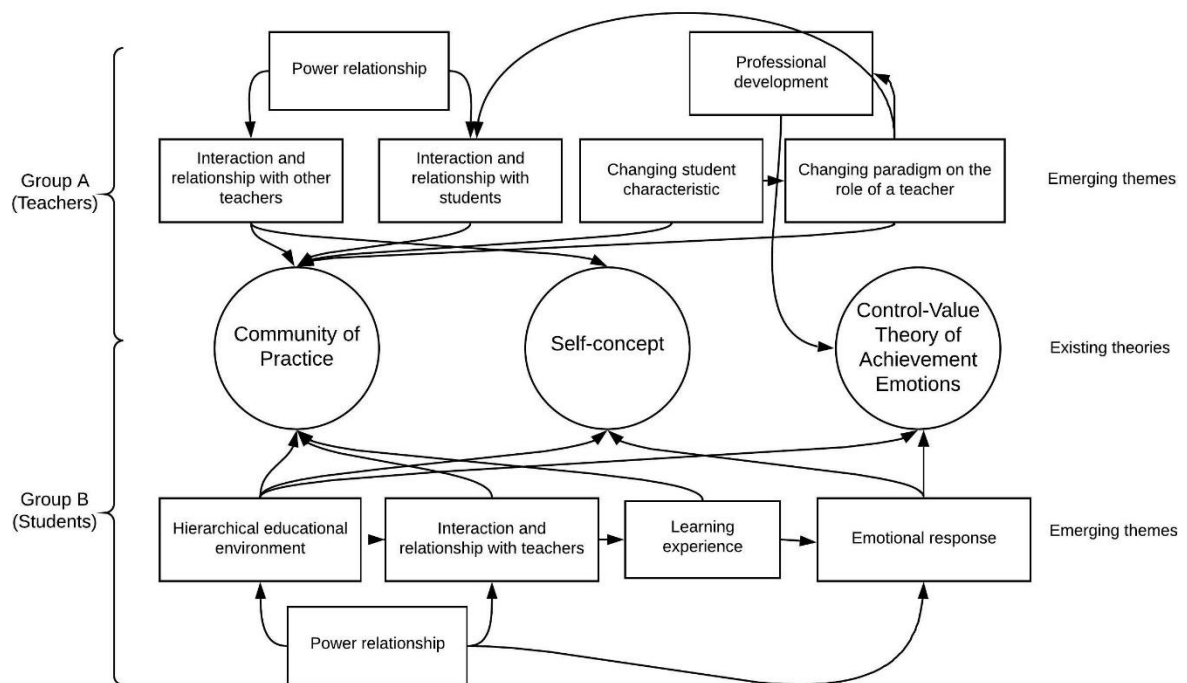 Power relationship
Professional
development
Group A
(Teachers)
Interaction and
relationship with other
teachers
Interaction and
relationship with
students
Changing student
characteristic
Changing paradigm on the
role of a teacher
Emerging themes
Community of
Practice
Self-concept
Control-Value
Theory of
Achievement
Emotions
Existing theories
Group B
(Students)
Hierarchical educational
environment
Interaction and
relationship with teachers
Learning
experience
Emotional response
Emerging themes
Power relationship